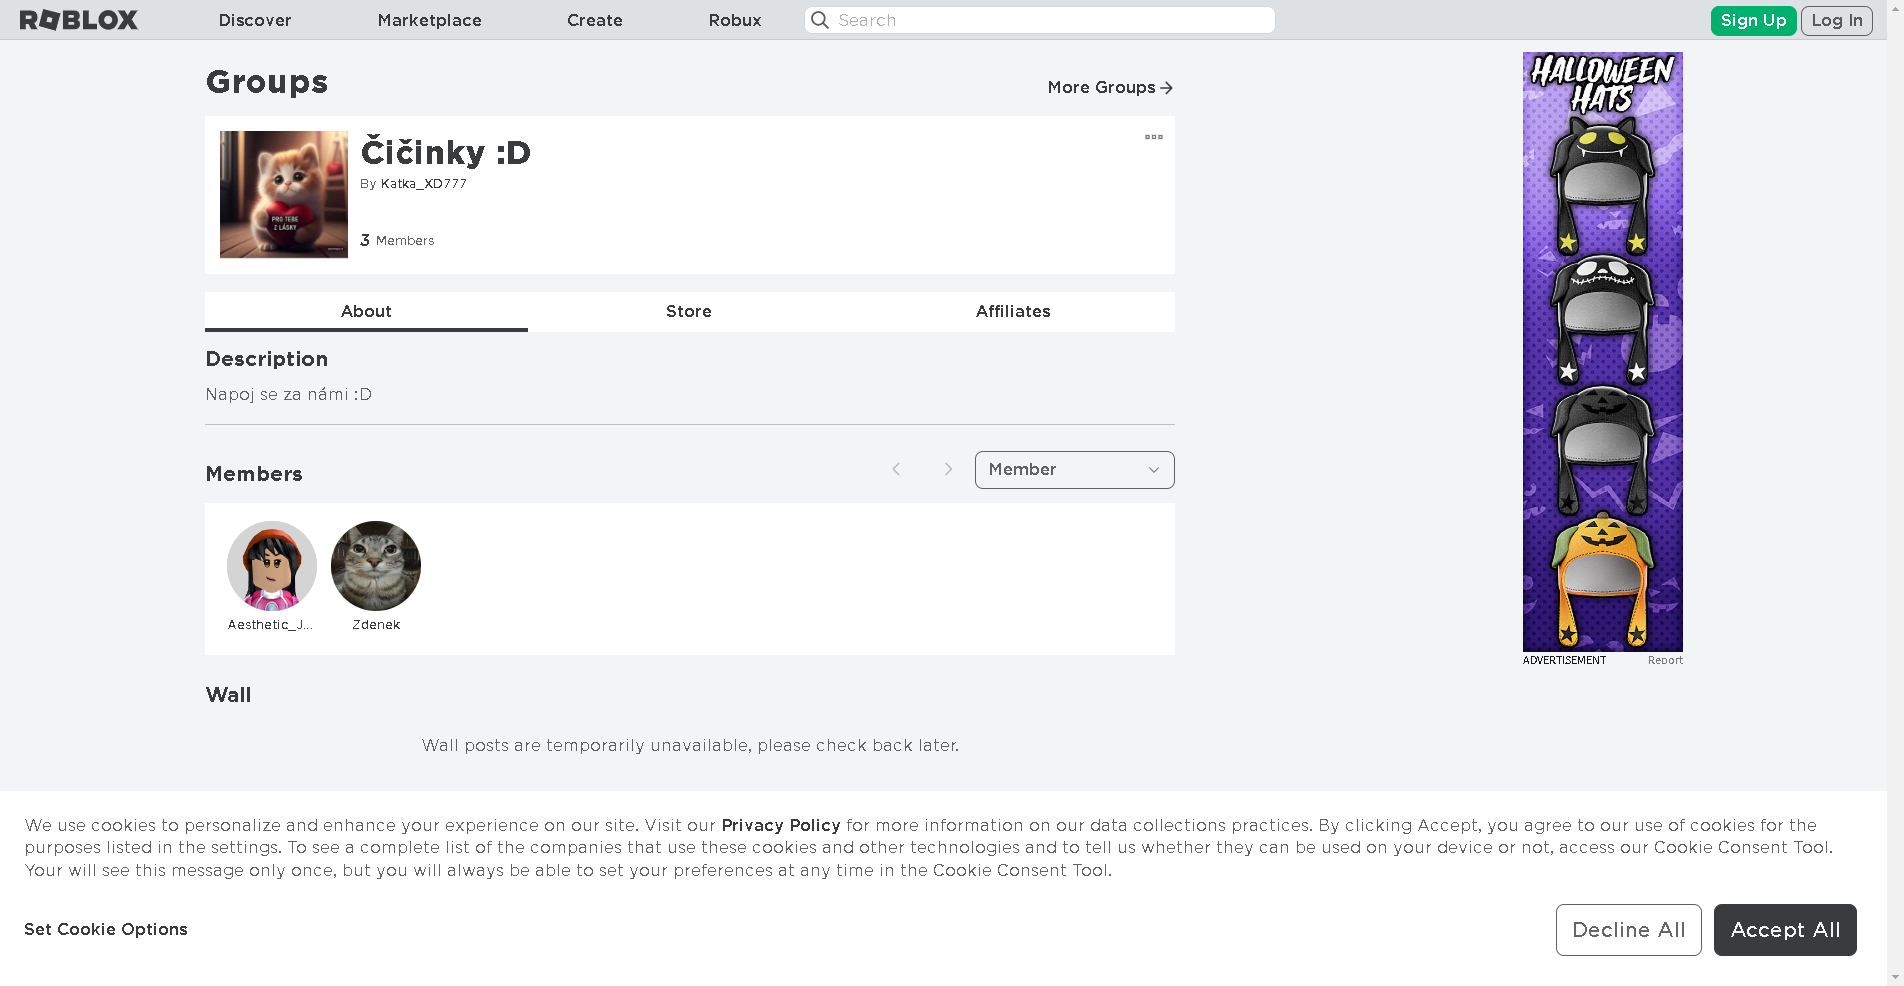 ROBLOX
Discover
Marketplace
Create
Robux
Search
Sign Up
Log In
Groups
More Groups
Čičinky :D
By Katka_XD777
PRO TEBE
Z LÁSKY
3 Members
About
Store
Affiliates
Description
Napoj se za námi :D
Members
Member
Aesthetic_J...
Zdenek
Wall
Wall posts are temporarily unavailable, please check back later.
HALLOWEEN
HATS
ADVERTISEMENT
Report
We use cookies to personalize and enhance your experience on our site. Visit our Privacy Policy for more information on our data collections practices. By clicking Accept, you agree to our use of cookies for the
purposes listed in the settings. To see a complete list of the companies that use these cookies and other technologies and to tell us whether they can be used on your device or not, access our Cookie Consent Tool.
Your will see this message only once, but you will always be able to set your preferences at any time in the Cookie Consent Tool.
Set Cookie Options
Decline All
Accept All